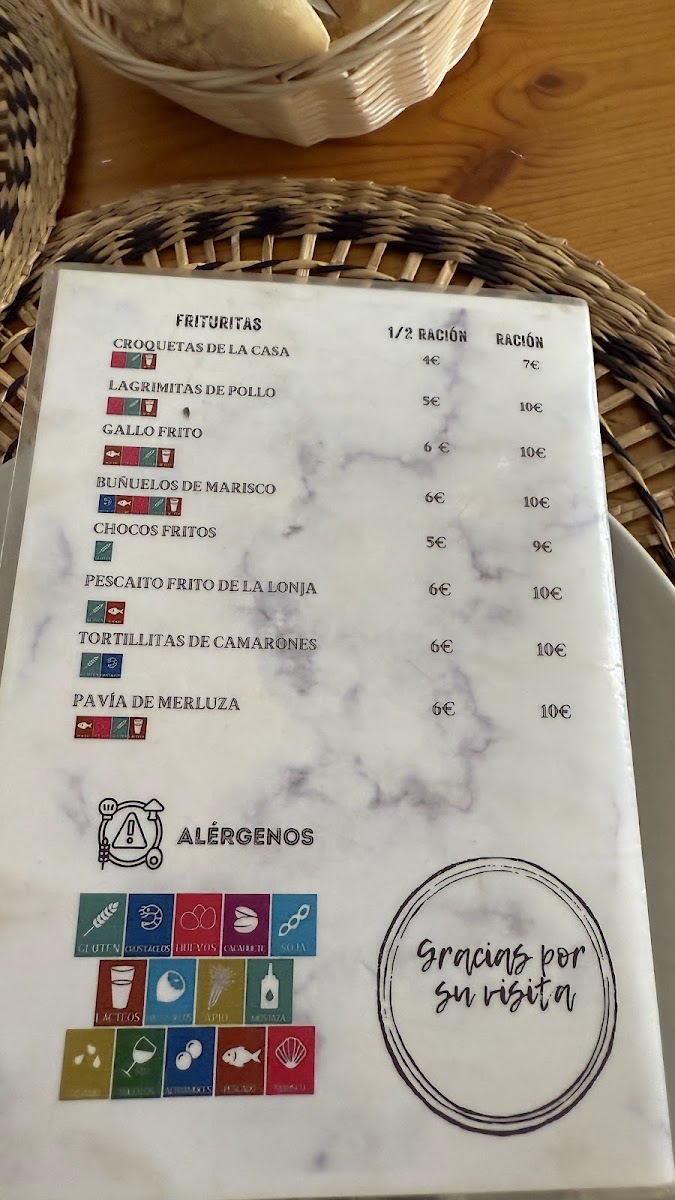 FRITURITAS 1/2 RACIÓN RACIÓN
CROQUETAS DE LA CASA 4€ 7€
LAGRIMITAS DE POLLO 5€ 10€
GALLO FRITO 6 € 10€
BUÑUELOS DE MARISCO 6€ 10€
CHOCOS FRITOS 5€ 9€
PESCAITO FRITO DE LA LONJA 6€ 10€
TORTILLITAS DE CAMARONES 6€ 10€
PAVÍA DE MERLUZA 6€ 10€
ALÉRGENOS
GLUTEN CRUSTÁCEOS HUEVOS CACAHUETE SOJA
LÁCTEOS APIO MOSTAZA
ALTRAMUCES PESCADO
Gracias por
su visita